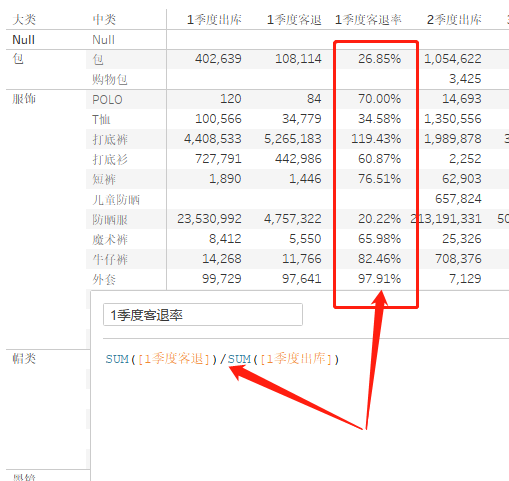 大类 中类 1季度出库 1季度客退 1季度客退率 2季度出库
Null Null
包 包 402,639 108,114 26.85% 1,054,622
购物包 3,425
服饰 POLO 120 84 70.00% 14,693
T恤 100,566 34,779 34.58% 1,350,556
打底裤 4,408,533 5,265,183 119.43% 1,989,878
打底衫 727,791 442,986 60.87% 2,252
短裤 1,890 1,446 76.51% 62,903
儿童防晒 657,824
防晒服 23,530,992 4,757,322 20.22% 213,191,331
魔术裤 8,412 5,550 65.98% 25,326
牛仔裤 14,268 11,766 82.46% 708,376
外套 99,729 97,641 97.91% 7,129
1季度客退率
帽类
SUM([1季度客退])/SUM([1季度出库])